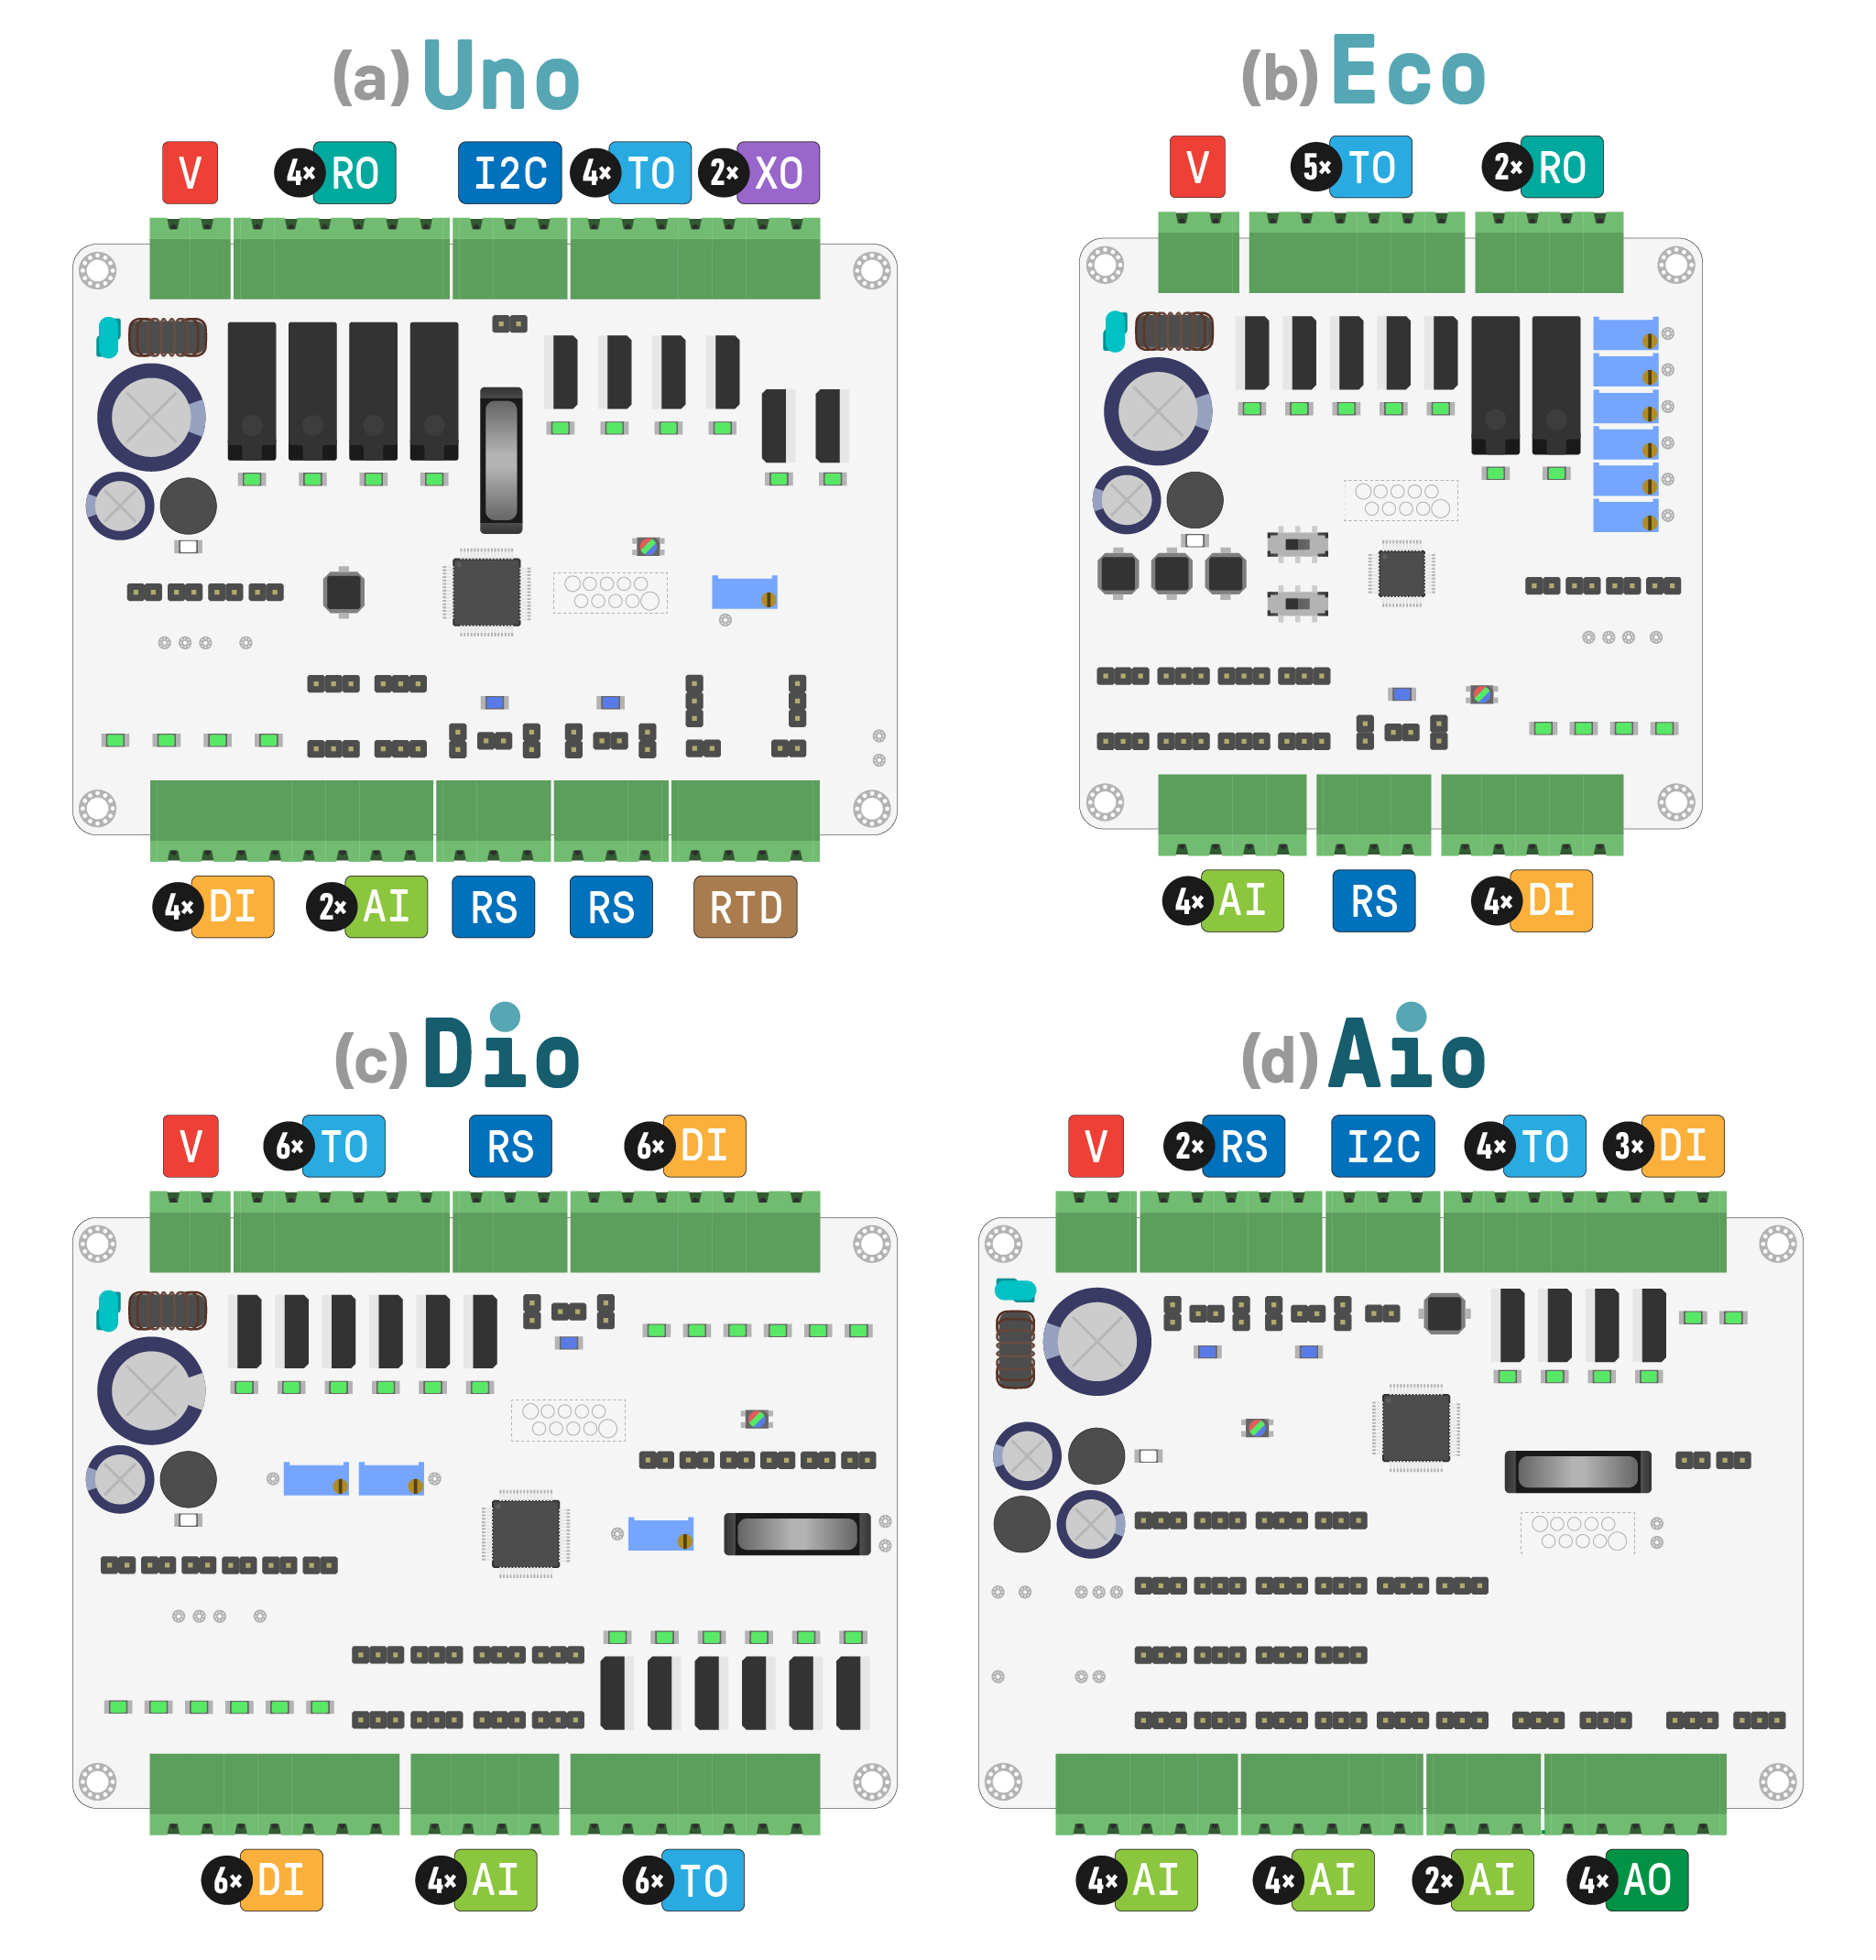 (a) Uno
V 4× RO I2C 4× TO 2× XO
4× DI 2× AI RS RS RTD
(b) Eco
V 5× TO 2× RO
4× AI RS 4× DI
(c) Dio
V 6× TO RS 6× DI
6× DI 4× AI 6× TO
(d) Aio
V 2× RS I2C 4× TO 3× DI
4× AI 4× AI 2× AI 4× AO